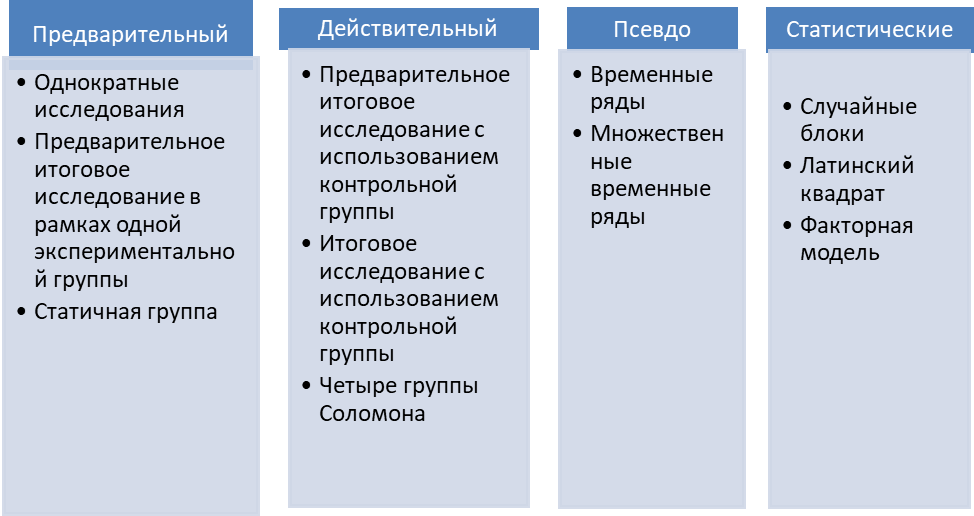 Предварительный
• Однократные
исследования
• Предварительное
итоговое
исследование в
рамках одной
экспериментально
й группы
• Статичная группа
Действительный
• Предварительное
итоговое
исследование с
использованием
контрольной
группы
• Итоговое
исследование с
использованием
контрольной
группы
• Четыре группы
Соломона
Псевдо
• Временные
ряды
• Множествен
ные
временные
ряды
Статистические
• Случайные
блоки
• Латинский
квадрат
• Факторная
модель